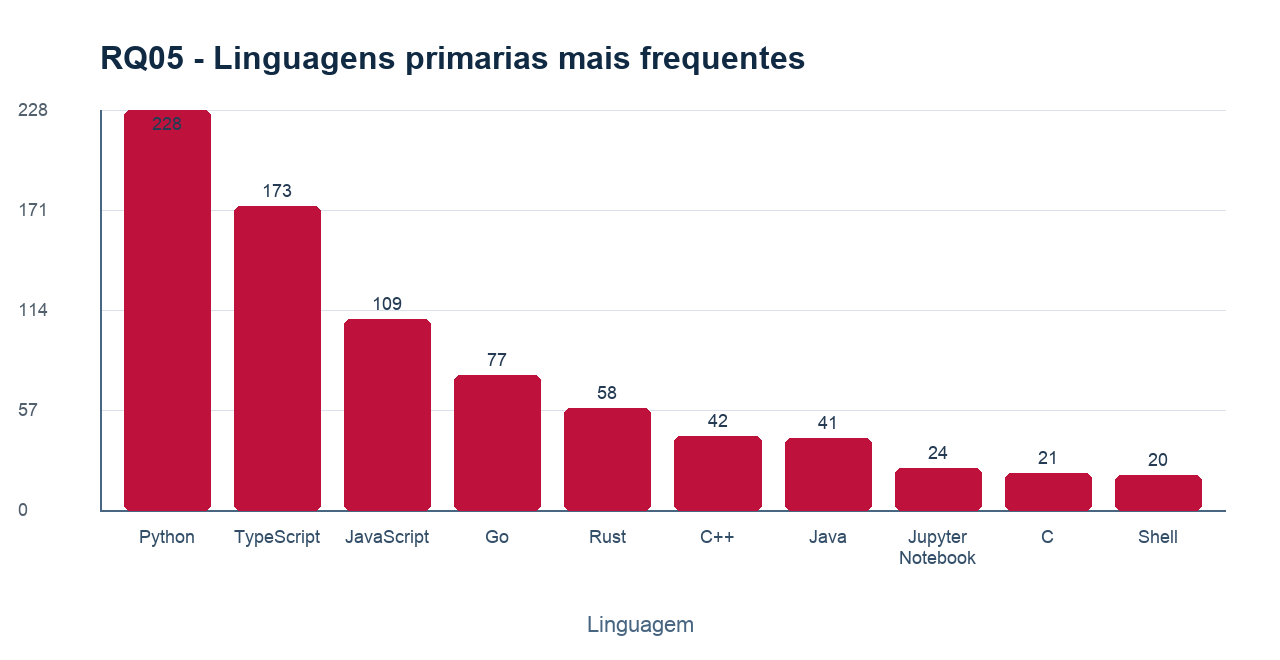 RQ05 - Linguagens primarias mais frequentes
228
171
114
57
0
228
173
109
77
58
42
41
24
21
20
Python
TypeScript
JavaScript
Go
Rust
C++
Java
Jupyter
Notebook
C
Shell
Linguagem